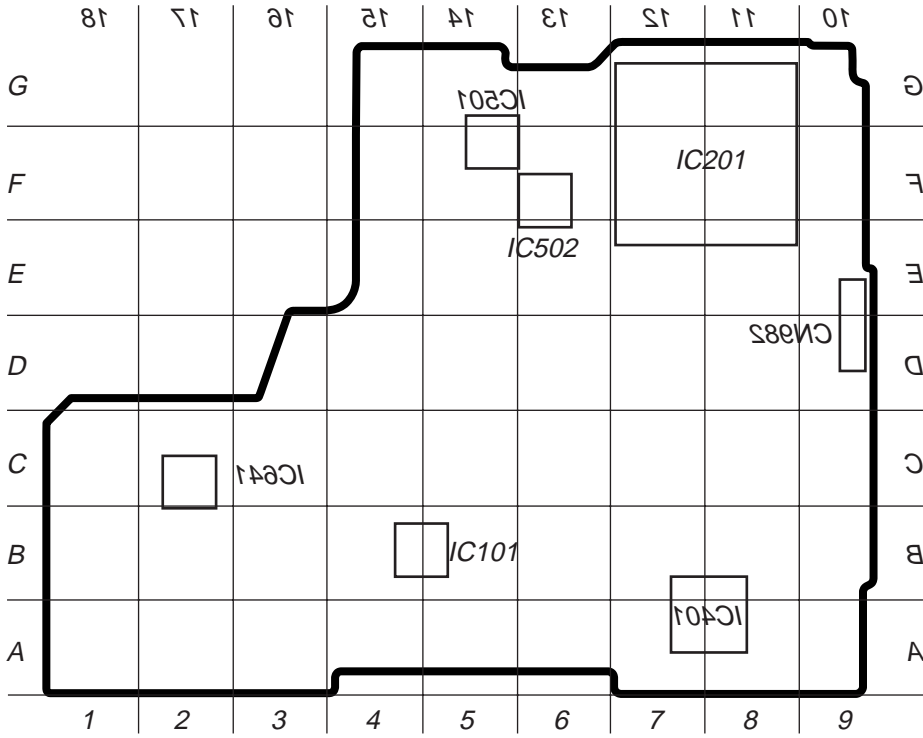 18 17 16 15 14 13 12 11 10
G G
IC501
IC201
F F
IC502
E E
CN982
D D
C C
IC641
IC101
B B
IC401
A A
1 2 3 4 5 6 7 8 9